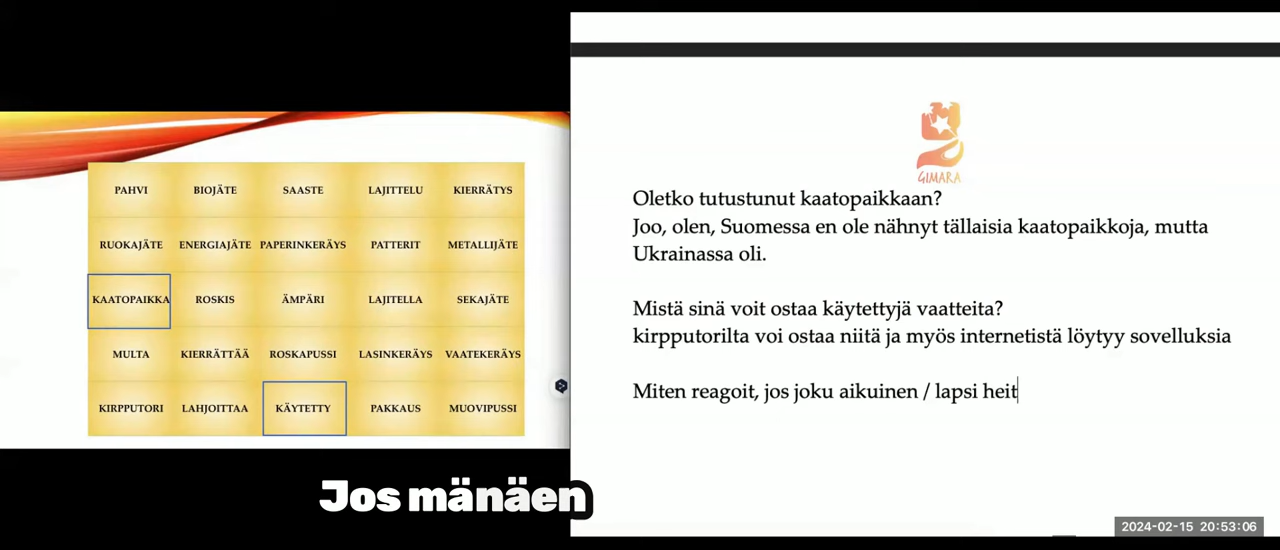 PAHVI BIOJÄTE SAASTE LAJITTELU KIERRÄTYS
RUOKAJÄTE ENERGIAJÄTE PAPERINKERÄYS PATTERIT METALLIJÄTE
KAATOPAIKKA ROSKIS ÄMPÄRI LAJITELLA SEKAJÄTE
MULTA KIERRÄTTÄÄ ROSKAPUSSI LASINKERÄYS VAATEKERÄYS
KIRPPUTORI LAHJOITTAA KÄYTETTY PAKKAUS MUOVIPUSSI
GIMARA
Oletko tutustunut kaatopaikkaan?
Joo, olen, Suomessa en ole nähnyt tällaisia kaatopaikkoja, mutta
Ukrainassa oli.
Mistä sinä voit ostaa käytettyjä vaatteita?
kirpputorilta voi ostaa niitä ja myös internetistä löytyy sovelluksia
Miten reagoit, jos joku aikuinen / lapsi heit
Jos mänäen
2024-02-15 20:53:06